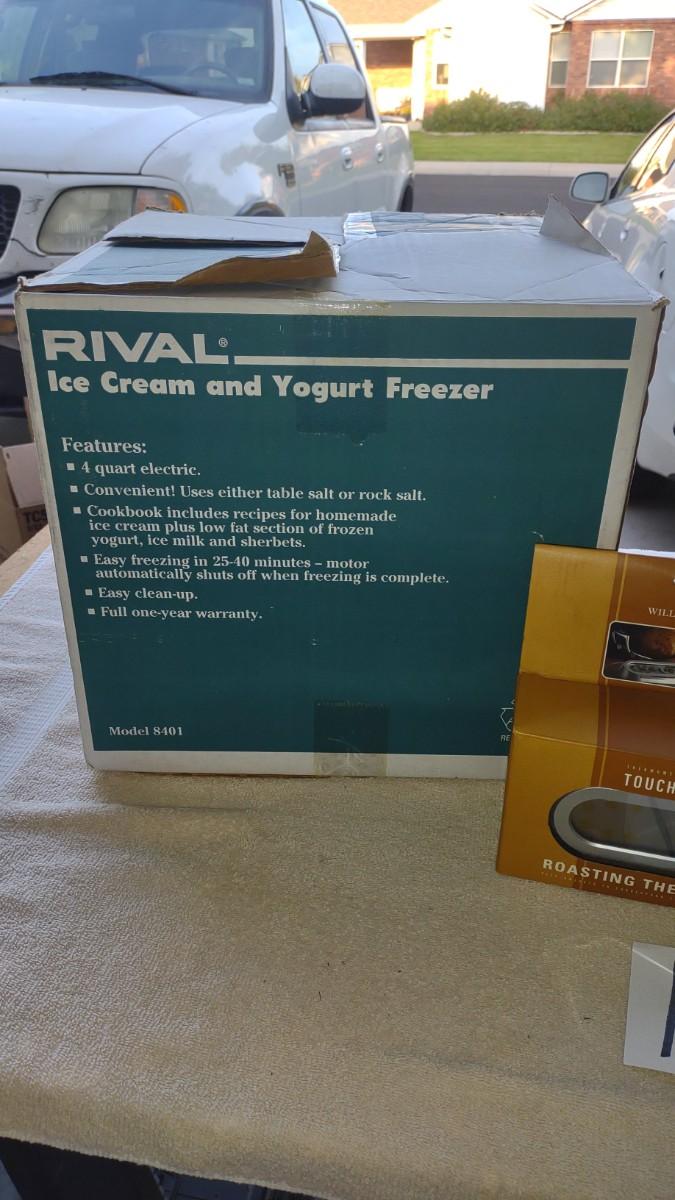 RIVAL®
Ice Cream and Yogurt Freezer
Features:
▪ 4 quart electric.
▪ Convenient! Uses either table salt or rock salt.
▪ Cookbook includes recipes for homemade
ice cream plus low fat section of frozen
yogurt, ice milk and sherbets.
▪ Easy freezing in 25-40 minutes – motor
automatically shuts off when freezing is complete.
▪ Easy clean-up.
▪ Full one-year warranty.
Model 8401
RE
WILL
TOUCH
ROASTING THE